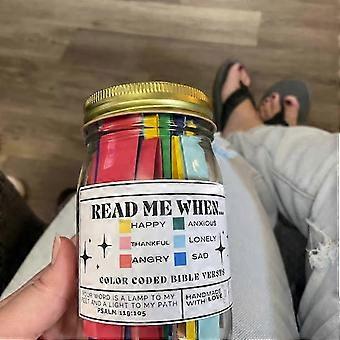 READ ME WHEN...
HAPPY ANXIOUS
THANKFUL LONELY
ANGRY SAD
COLOR CODED BIBLE VERSES
YOUR WORD IS A LAMP TO MY
FEET AND A LIGHT TO MY PATH
PSALM 119:105
HANDMADE
WITH LOVE